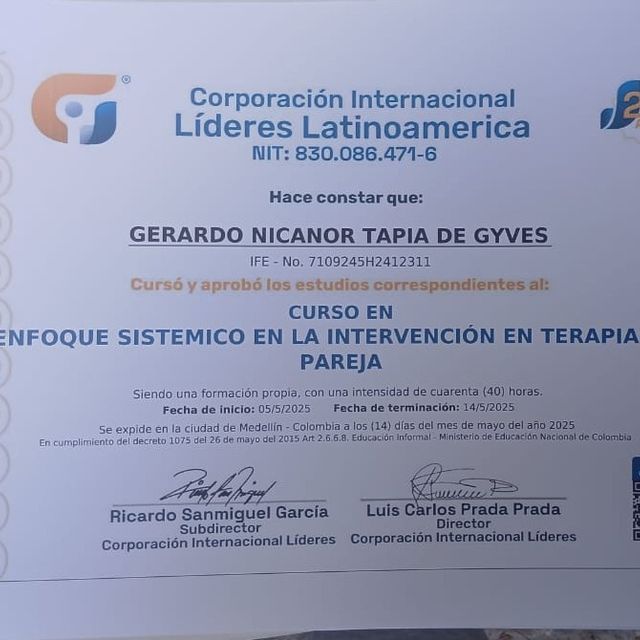 ®
Corporación Internacional
Líderes Latinoamerica
NIT: 830.086.471-6
2
Hace constar que:
GERARDO NICANOR TAPIA DE GYVES
IFE - No. 7109245H2412311
Cursó y aprobó los estudios correspondientes al:
CURSO EN
ENFOQUE SISTEMICO EN LA INTERVENCIÓN EN TERAPIA
PAREJA
Siendo una formación propia, con una intensidad de cuarenta (40) horas.
Fecha de inicio: 05/5/2025 Fecha de terminación: 14/5/2025
Se expide en la ciudad de Medellín - Colombia a los (14) días del mes de mayo del año 2025
En cumplimiento del decreto 1075 del 26 de mayo del 2015 Art 2.6.6.8. Educación Informal - Ministerio de Educación Nacional de Colombia
Ricardo Sanmiguel García
Subdirector
Corporación Internacional Líderes
Luis Carlos Prada Prada
Director
Corporación Internacional Líderes